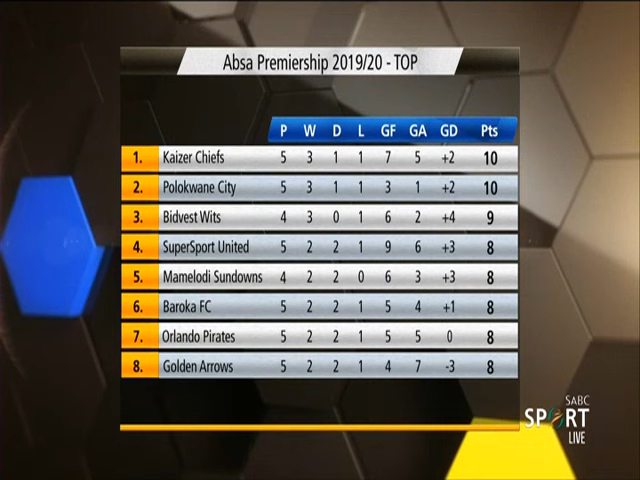 Absa Premiership 2019/20 - TOP
P W D L GF GA GD Pts
1. Kaizer Chiefs 5 3 1 1 7 5 +2 10
2. Polokwane City 5 3 1 1 3 1 +2 10
3. Bidvest Wits 4 3 0 1 6 2 +4 9
4. SuperSport United 5 2 2 1 9 6 +3 8
5. Mamelodi Sundowns 4 2 2 0 6 3 +3 8
6. Baroka FC 5 2 2 1 5 4 +1 8
7. Orlando Pirates 5 2 2 1 5 5 0 8
8. Golden Arrows 5 2 2 1 4 7 -3 8
SABC
SPORT
LIVE